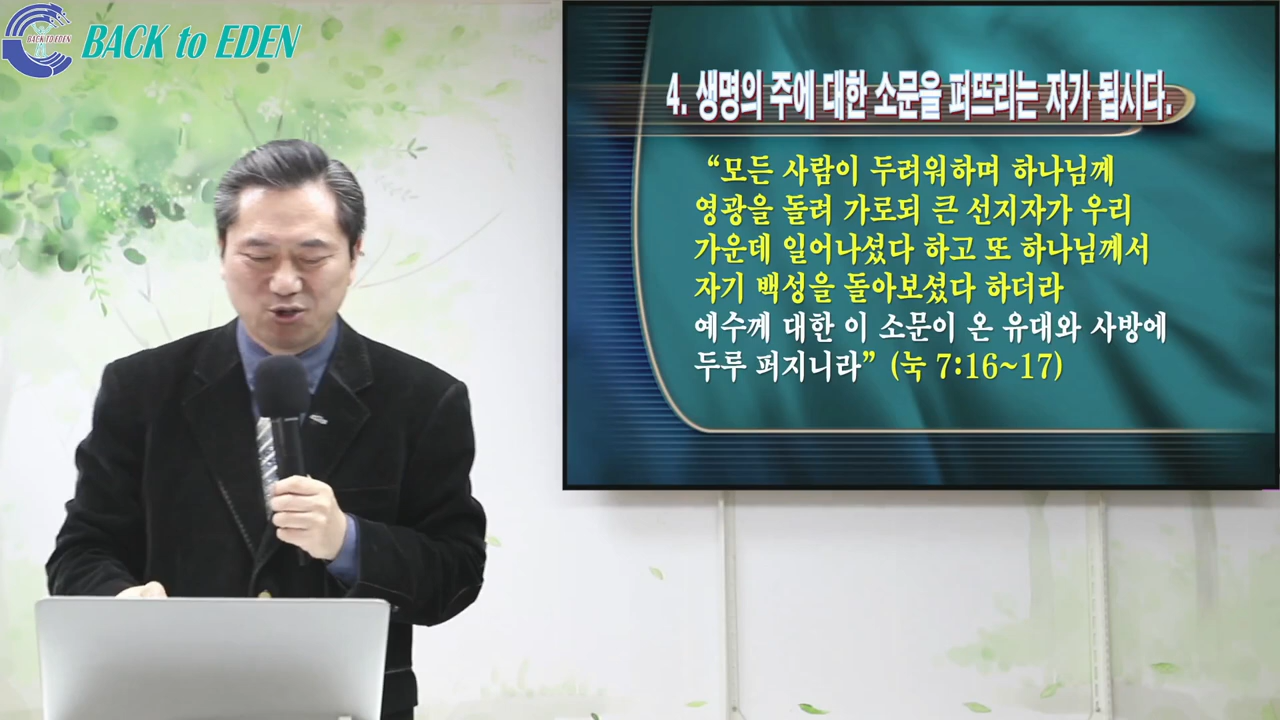 BACK TO EDEN
BACK to EDEN
4. 생명의 주에 대한 소문을 퍼뜨리는 자가 됩시다.
“모든 사람이 두려워하며 하나님께
영광을 돌려 가로되 큰 선지자가 우리
가운데 일어나셨다 하고 또 하나님께서
자기 백성을 돌아보셨다 하더라
예수께 대한 이 소문이 온 유대와 사방에
두루 퍼지니라” (눅 7:16~17)